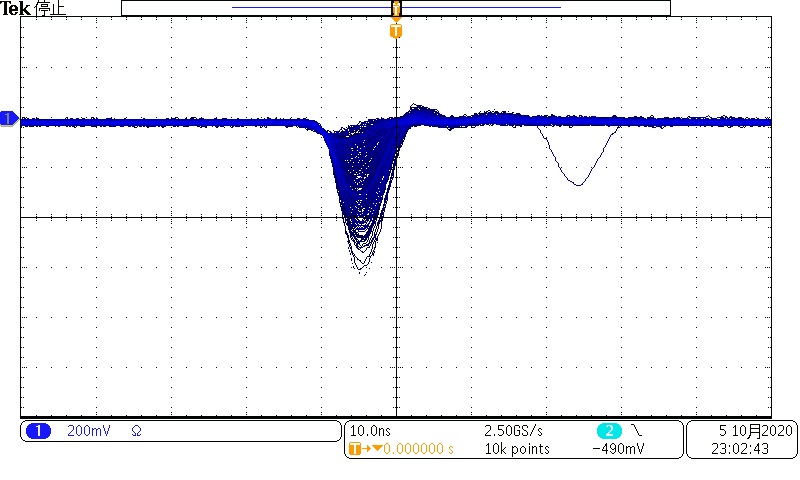 Tek 停止
T
T
1
1 200mV Ω
10.0ns 2.50GS/s 2
T→▼0.000000 s 10k points −490mV
5 10月2020
23:02:43